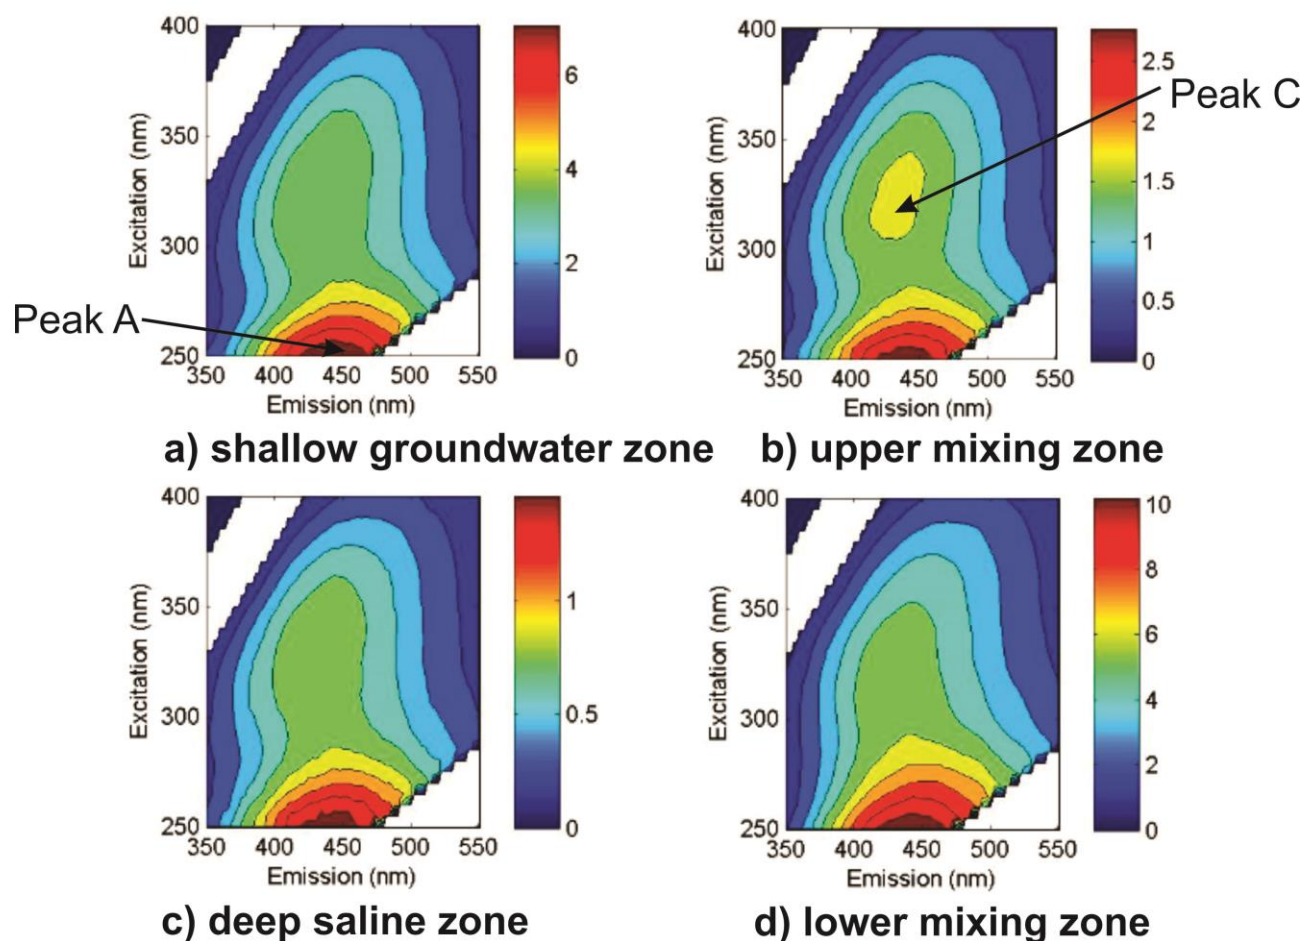 400
350
300
250
350 400 450 500 550
Excitation (nm)
Emission (nm)
6
4
2
0
Peak A
a) shallow groundwater zone
400
350
300
250
350 400 450 500 550
Excitation (nm)
Emission (nm)
2.5
2
1.5
1
0.5
0
Peak C
b) upper mixing zone
400
350
300
250
350 400 450 500 550
Excitation (nm)
Emission (nm)
1
0.5
0
c) deep saline zone
400
350
300
250
350 400 450 500 550
Excitation (nm)
Emission (nm)
10
8
6
4
2
0
d) lower mixing zone